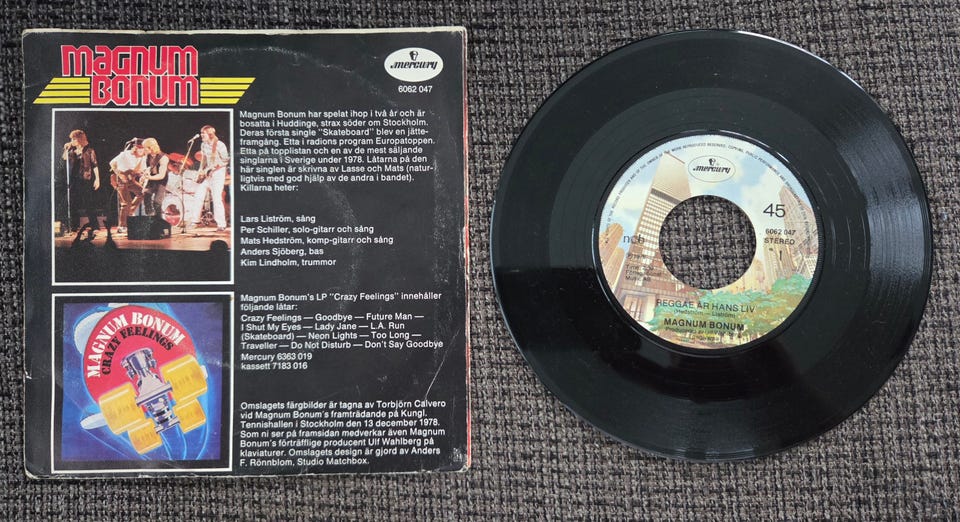 MAGNUM
BONUM
mercury
6062 047
Magnum Bonum har spelat ihop i två år och är
bosatta i Huddinge, strax söder om Stockholm.
Deras första single "Skateboard" blev en jätte-
framgång. Etta i radions program Europatoppen.
Etta på topplistan och en av de mest säljande
singlarna i Sverige under 1978. Låtarna på den
här singlen är skrivna av Lasse och Mats (natur-
ligtvis med god hjälp av de andra i bandet).
Killarna heter:
Lars Liström, sång
Per Schiller, solo-gitarr och sång
Mats Hedström, komp-gitarr och sång
Anders Sjöberg, bas
Kim Lindholm, trummor
MAGNUM BONUM
CRAZY FEELINGS
Magnum Bonum's LP "Crazy Feelings" innehåller
följande låtar:
Crazy Feelings — Goodbye — Future Man —
I Shut My Eyes — Lady Jane — L.A. Run
(Skateboard) — Neon Lights — Too Long —
Traveller — Do Not Disturb — Don't Say Goodbye
Mercury 6363 019
kassett 7183 016
Omslagets färgbilder är tagna av Torbjörn Calvero
vid Magnum Bonum's framträdande på Kungl.
Tennishallen i Stockholm den 13 december 1978.
Som ni ser på framsidan medverkar även Magnum
Bonum's förträfflige producent Ulf Wahlberg på
klaviaturer. Omslagets design är gjord av Anders
F. Rönnblom, Studio Matchbox.
mercury
45
6062 047
STEREO
ncb
REGGAE ÄR HANS LIV
MAGNUM BONUM